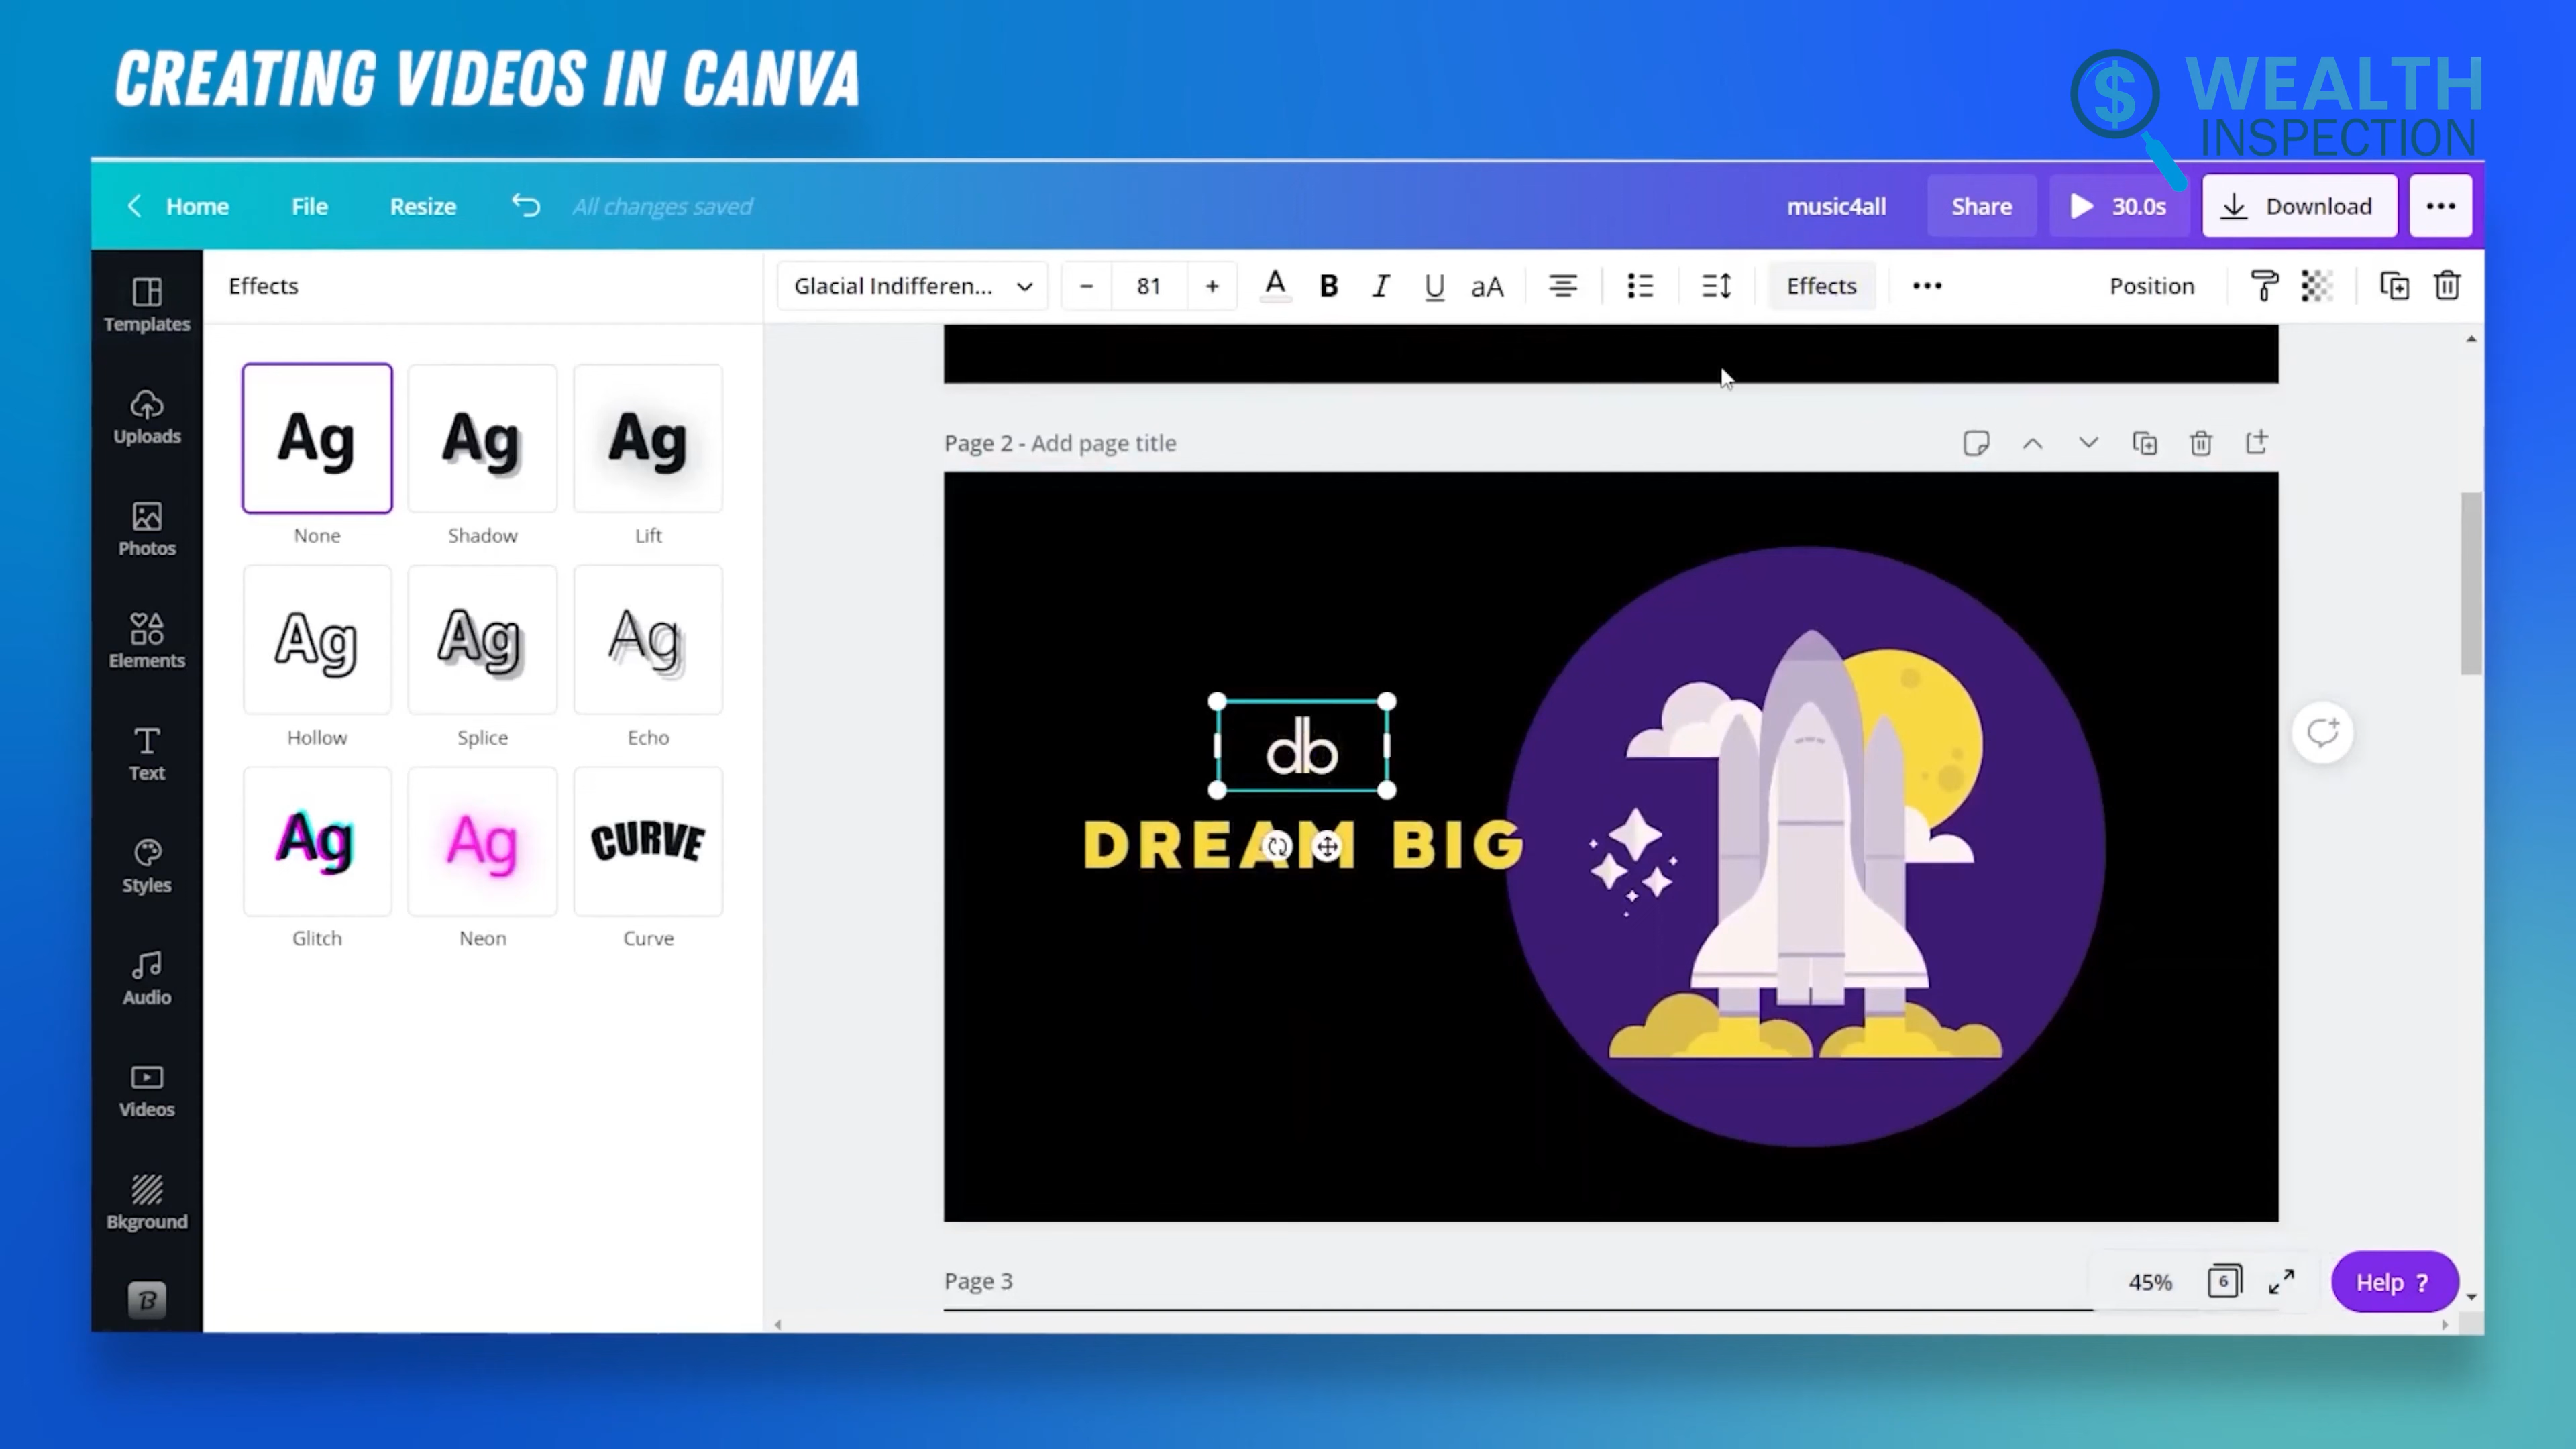 CREATING VIDEOS IN CANVA
WEALTH
INSPECTION
Home File Resize All changes saved music4all Share 30.0s Download
Effects Glacial Indifferen... 81 A B I U aA Effects Position
Templates
Uploads
Photos
Elements
Text
Styles
Audio
Videos
Bkground
Ag Ag Ag
None Shadow Lift
Ag Ag Ag
Hollow Splice Echo
Ag Ag CURVE
Glitch Neon Curve
Page 2 - Add page title
db
DREAM BIG
Page 3
45% 6 Help ?